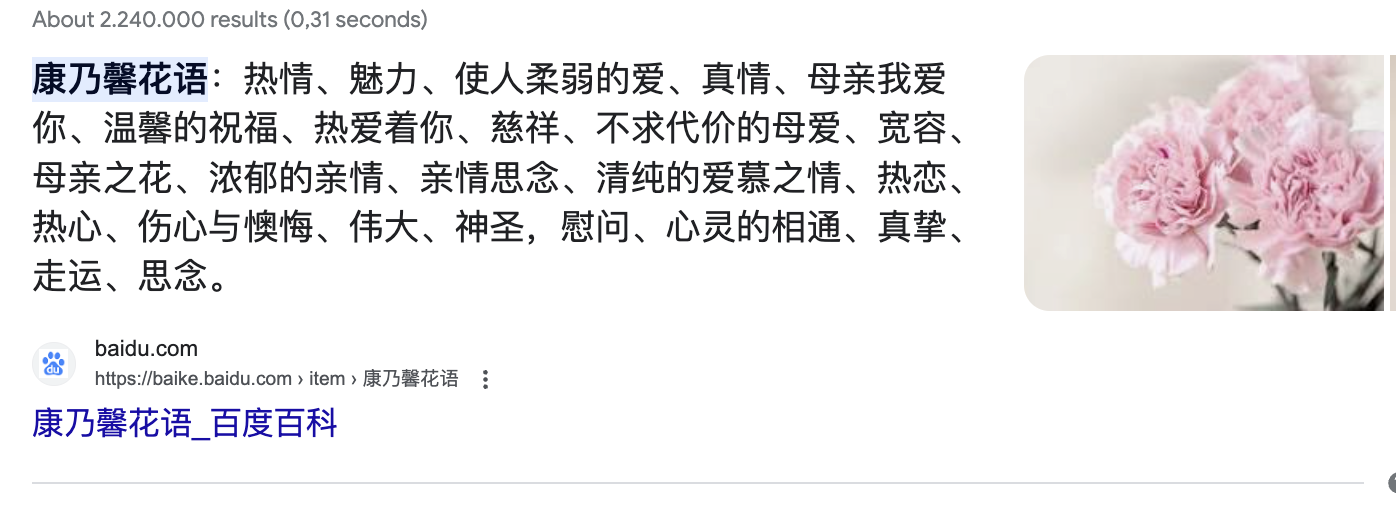 About 2.240.000 results (0,31 seconds)
康乃馨花语：热情、魅力、使人柔弱的爱、真情、母亲我爱
你、温馨的祝福、热爱着你、慈祥、不求代价的母爱、宽容、
母亲之花、浓郁的亲情、亲情思念、清纯的爱慕之情、热恋、
热心、伤心与懊悔、伟大、神圣，慰问、心灵的相通、真挚、
走运、思念。
du
baidu.com
https://baike.baidu.com › item › 康乃馨花语
康乃馨花语_百度百科